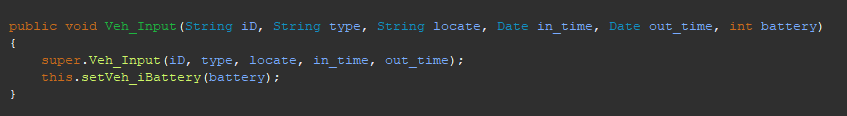 public void Veh_Input(String iD, String type, String locate, Date in_time, Date out_time, int battery)
{
super.Veh_Input(iD, type, locate, in_time, out_time);
this.setVeh_iBattery(battery);
}